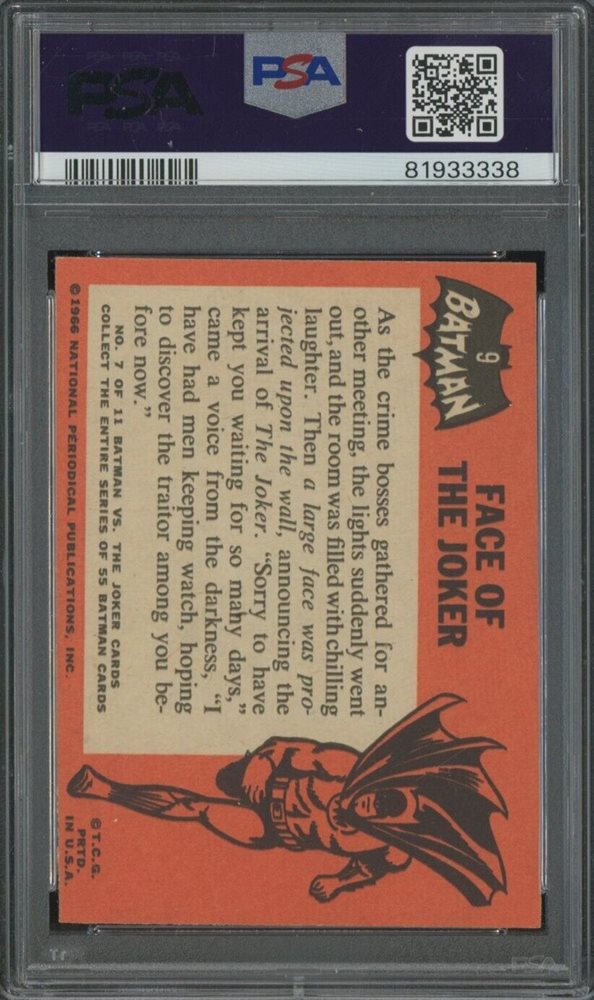 PSA
PSA
81933338
9
BATMAN
FACE OF
THE JOKER
As the crime bosses gathered for an-
other meeting, the lights suddenly went
out, and the room was filled with chilling
laughter. Then a large face was pro-
jected upon the wall, announcing the
arrival of The Joker. “Sorry to have
kept you waiting for so many days,”
came a voice from the darkness, “I
have had men keeping watch, hoping
to discover the traitor among you be-
fore now.”
NO. 7 OF 11 BATMAN VS. THE JOKER CARDS
COLLECT THE ENTIRE SERIES OF 55 BATMAN CARDS
©1966 NATIONAL PERIODICAL PUBLICATIONS, INC.
©T.C.G.
PRTD.
IN U.S.A.
PSA